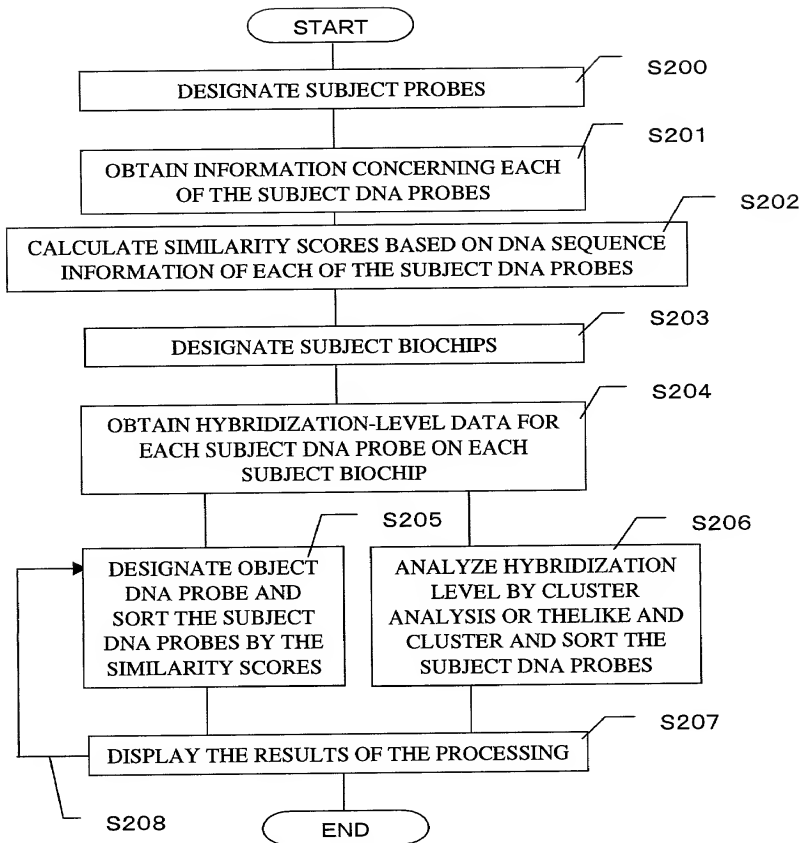 START
S200
DESIGNATE SUBJECT PROBES
S201
OBTAIN INFORMATION CONCERNING EACH
OF THE SUBJECT DNA PROBES
S202
CALCULATE SIMILARITY SCORES BASED ON DNA SEQUENCE
INFORMATION OF EACH OF THE SUBJECT DNA PROBES
S203
DESIGNATE SUBJECT BIOCHIPS
S204
OBTAIN HYBRIDIZATION-LEVEL DATA FOR
EACH SUBJECT DNA PROBE ON EACH
SUBJECT BIOCHIP
S205
DESIGNATE OBJECT
DNA PROBE AND
SORT THE SUBJECT
DNA PROBES BY THE
SIMILARITY SCORES
S206
ANALYZE HYBRIDIZATION
LEVEL BY CLUSTER
ANALYSIS OR THELIKE AND
CLUSTER AND SORT THE
SUBJECT DNA PROBES
S207
DISPLAY THE RESULTS OF THE PROCESSING
S208
END